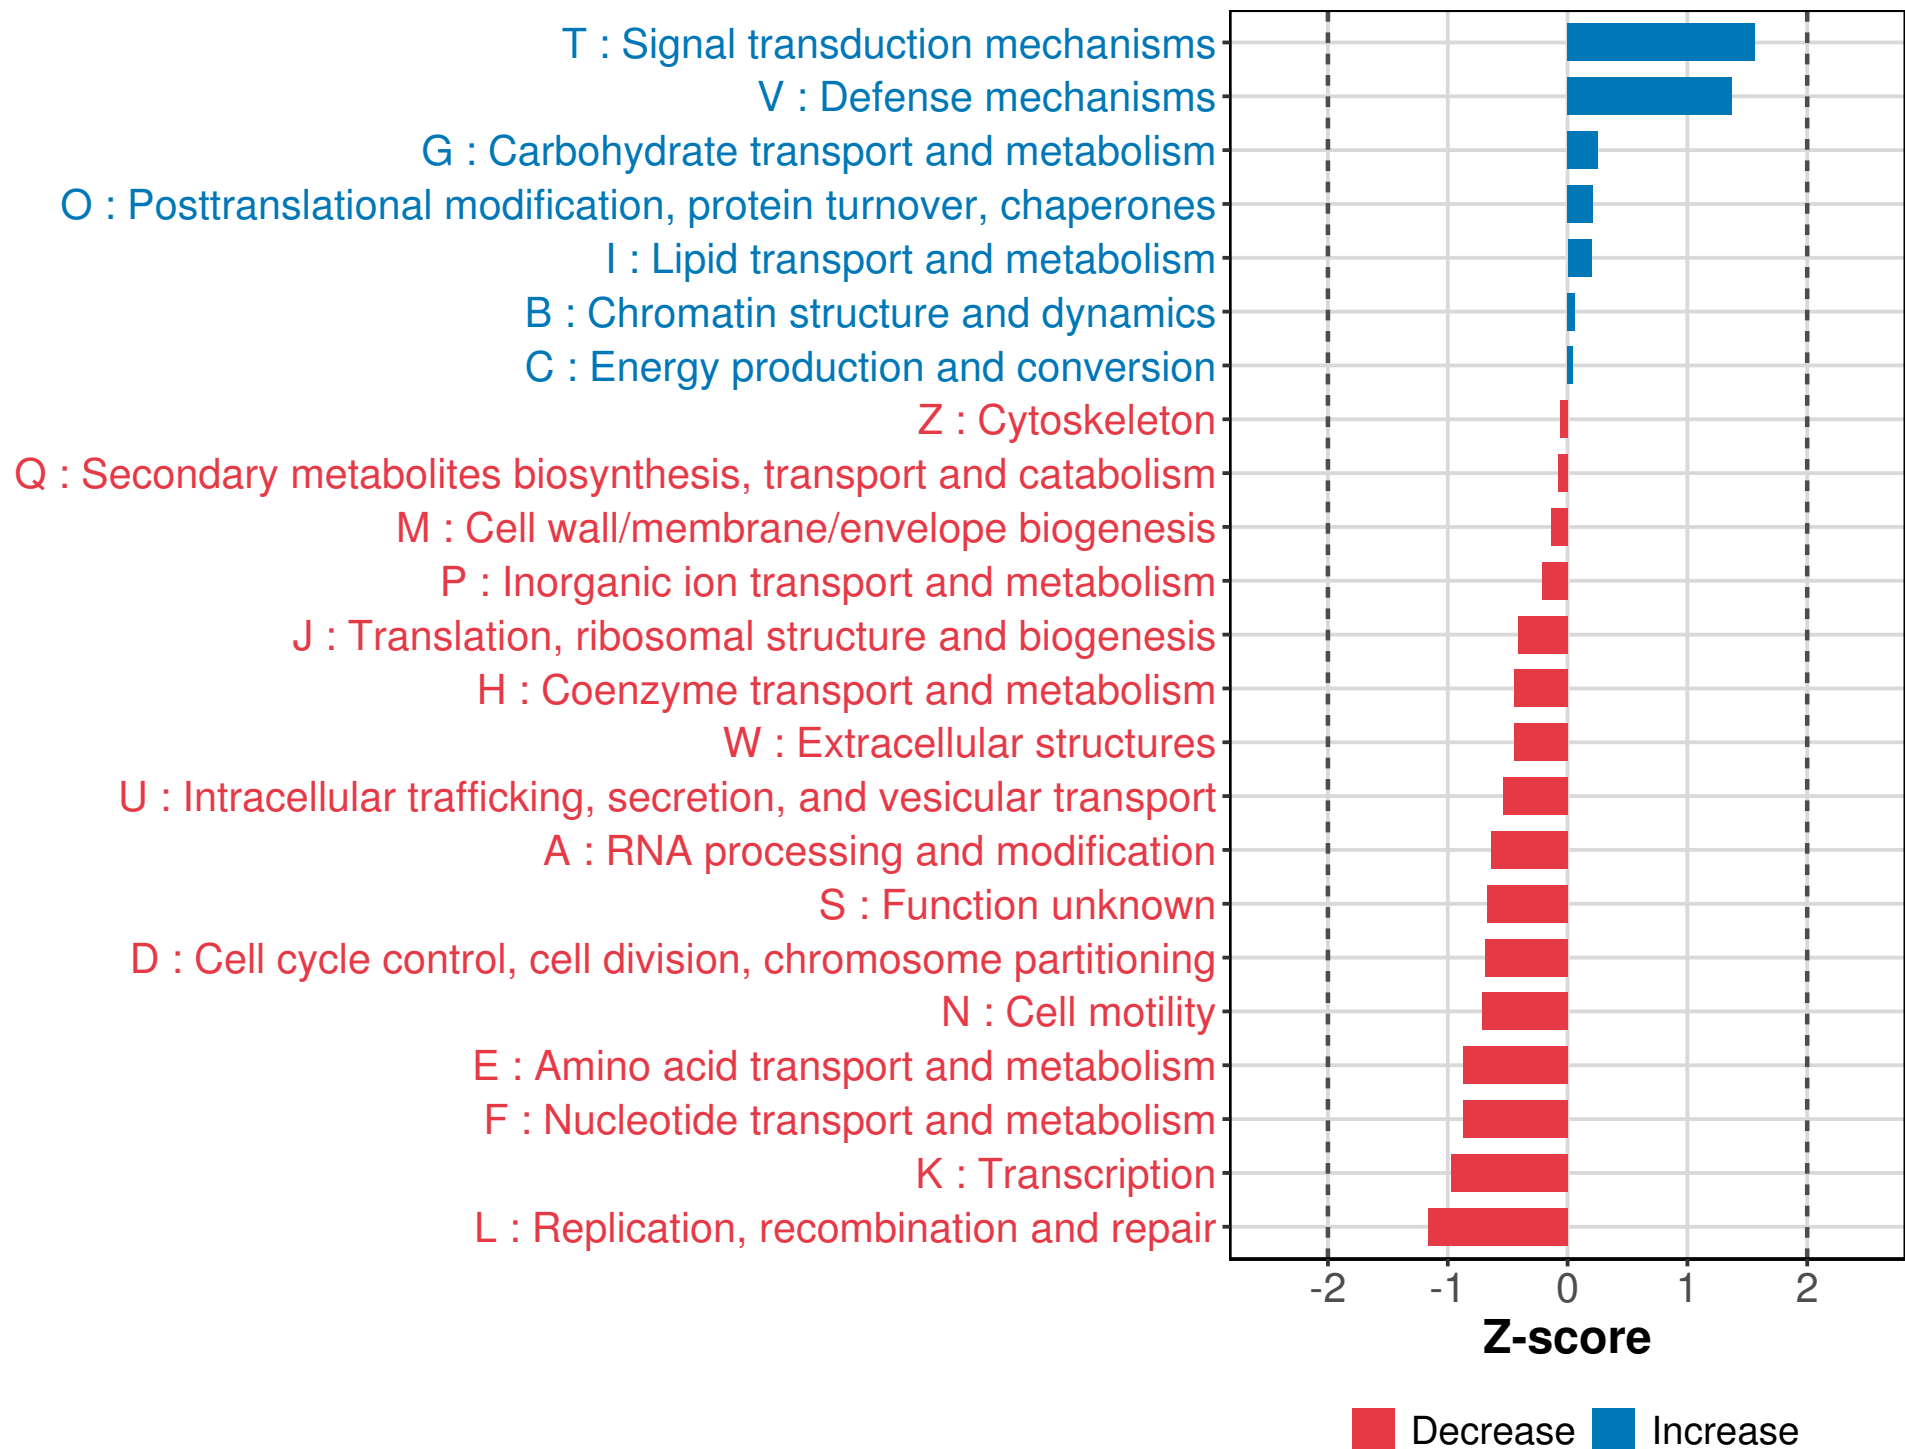 T : Signal transduction mechanisms
V : Defense mechanisms
G : Carbohydrate transport and metabolism
O : Posttranslational modification, protein turnover, chaperones
I : Lipid transport and metabolism
B : Chromatin structure and dynamics
C : Energy production and conversion
Z : Cytoskeleton
Q : Secondary metabolites biosynthesis, transport and catabolism
M : Cell wall/membrane/envelope biogenesis
P : Inorganic ion transport and metabolism
J : Translation, ribosomal structure and biogenesis
H : Coenzyme transport and metabolism
W : Extracellular structures
U : Intracellular trafficking, secretion, and vesicular transport
A : RNA processing and modification
S : Function unknown
D : Cell cycle control, cell division, chromosome partitioning
N : Cell motility
E : Amino acid transport and metabolism
F : Nucleotide transport and metabolism
K : Transcription
L : Replication, recombination and repair
-2 -1 0 1 2
Z-score
Decrease Increase